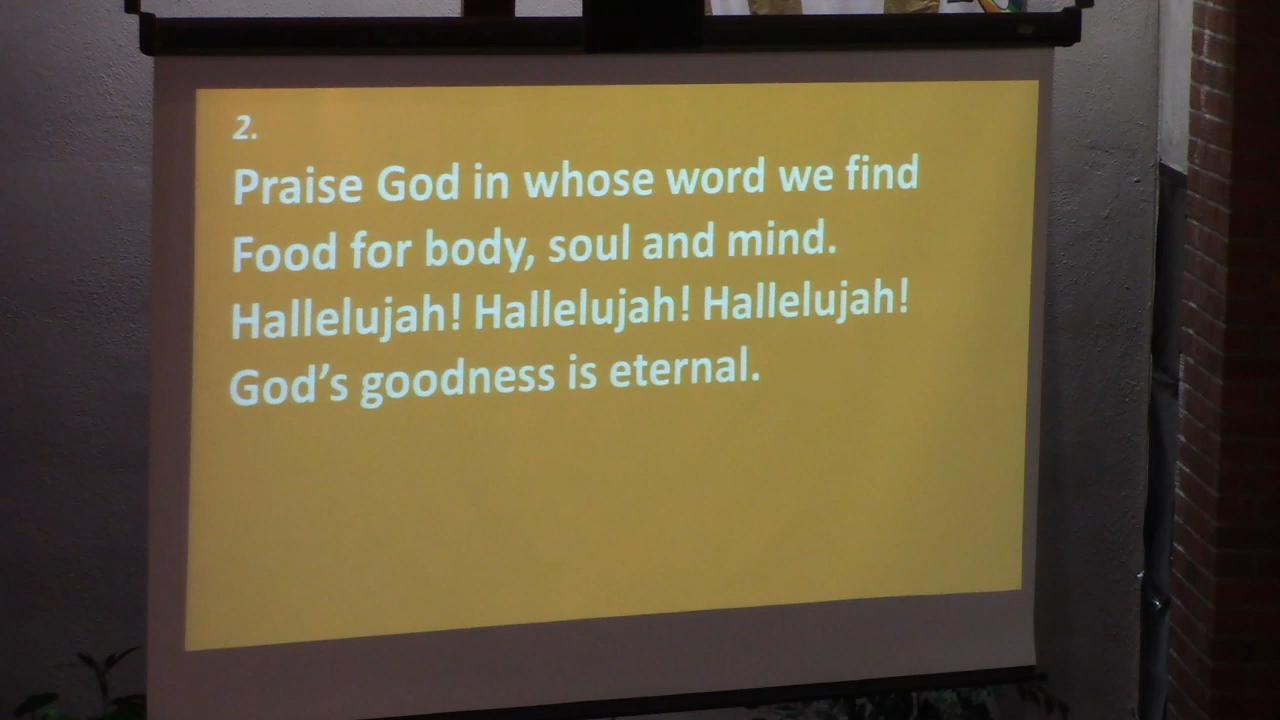 2.
Praise God in whose word we find
Food for body, soul and mind.
Hallelujah! Hallelujah! Hallelujah!
God's goodness is eternal.